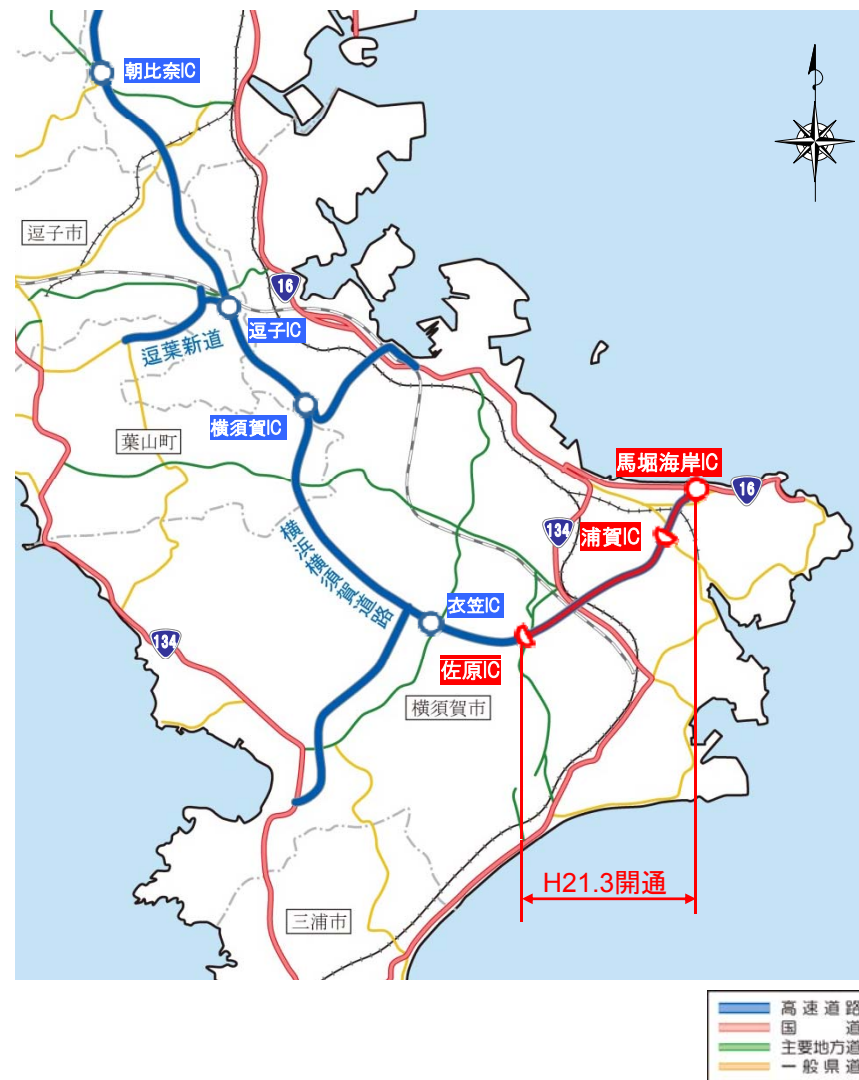 朝比奈IC
逗子市
16
逗子IC
逗葉新道
横須賀IC
葉山町
馬堀海岸IC
16
134
浦賀IC
横浜横須賀道路
衣笠IC
134
佐原IC
横須賀市
H21.3開通
三浦市
高速道路
国道
主要地方道
一般県道